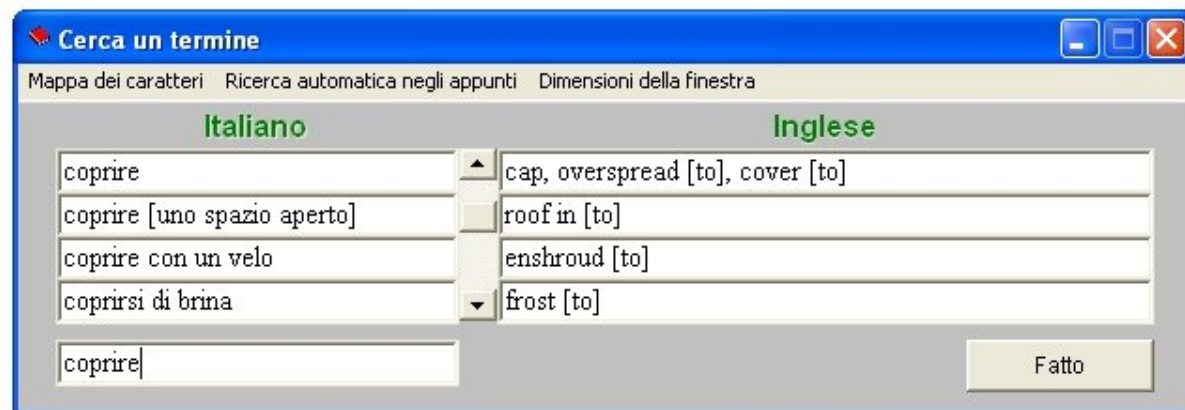 Cerca un termine
Mappa dei caratteri Ricerca automatica negli appunti Dimensioni della finestra
Italiano Inglese
coprire cap, overspread [to], cover [to]
coprire [uno spazio aperto] roof in [to]
coprire con un velo enshroud [to]
coprirsi di brina frost [to]
coprire Fatto